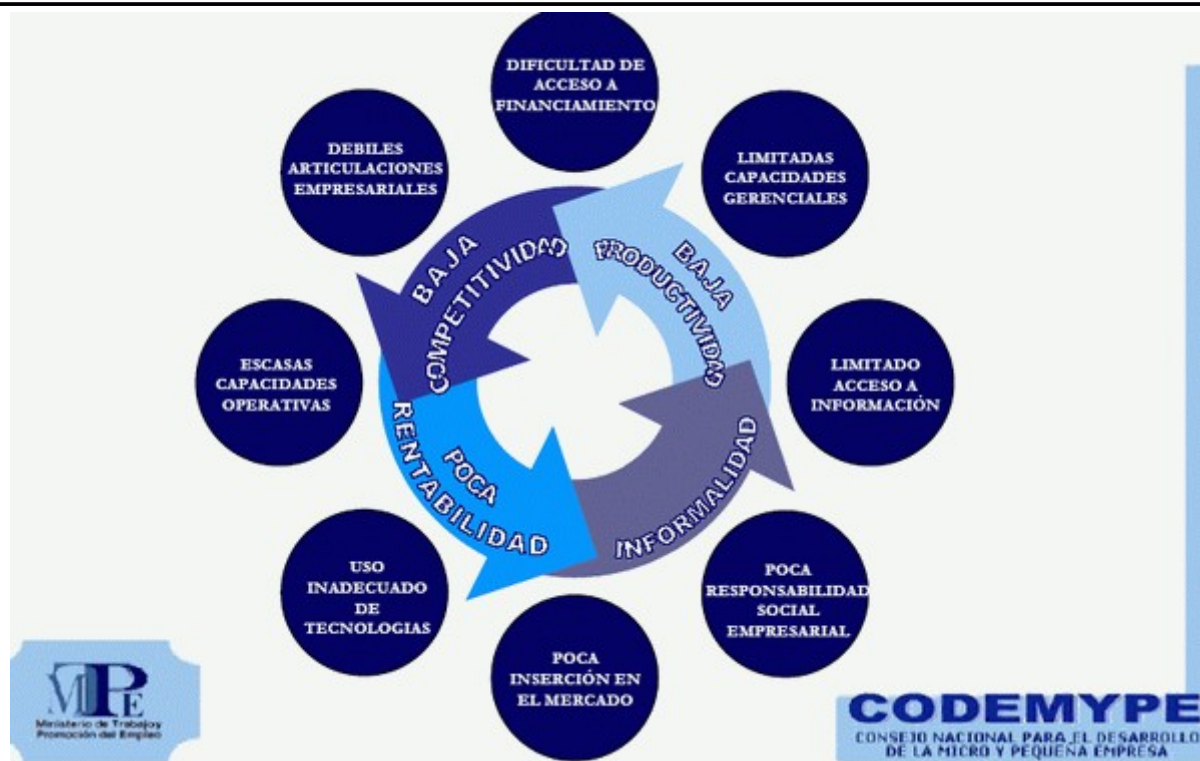 DIFICULTAD DE
ACCESO A
FINANCIAMIENTO
LIMITADAS
CAPACIDADES
GERENCIALES
LIMITADO
ACCESO A
INFORMACIÓN
POCA
RESPONSABILIDAD
SOCIAL
EMPRESARIAL
POCA
INSERCIÓN EN
EL MERCADO
USO
INADECUADO
DE
TECNOLOGIAS
ESCASAS
CAPACIDADES
OPERATIVAS
DEBILES
ARTICULACIONES
EMPRESARIALES
BAJA
COMPETITIVIDAD
BAJA
PRODUCTIVIDAD
INFORMALIDAD
POCA
RENTABILIDAD
MTPE
Ministerio de Trabajo y
Promoción del Empleo
CODEMYPE
CONSEJO NACIONAL PARA EL DESARROLLO
DE LA MICRO Y PEQUEÑA EMPRESA